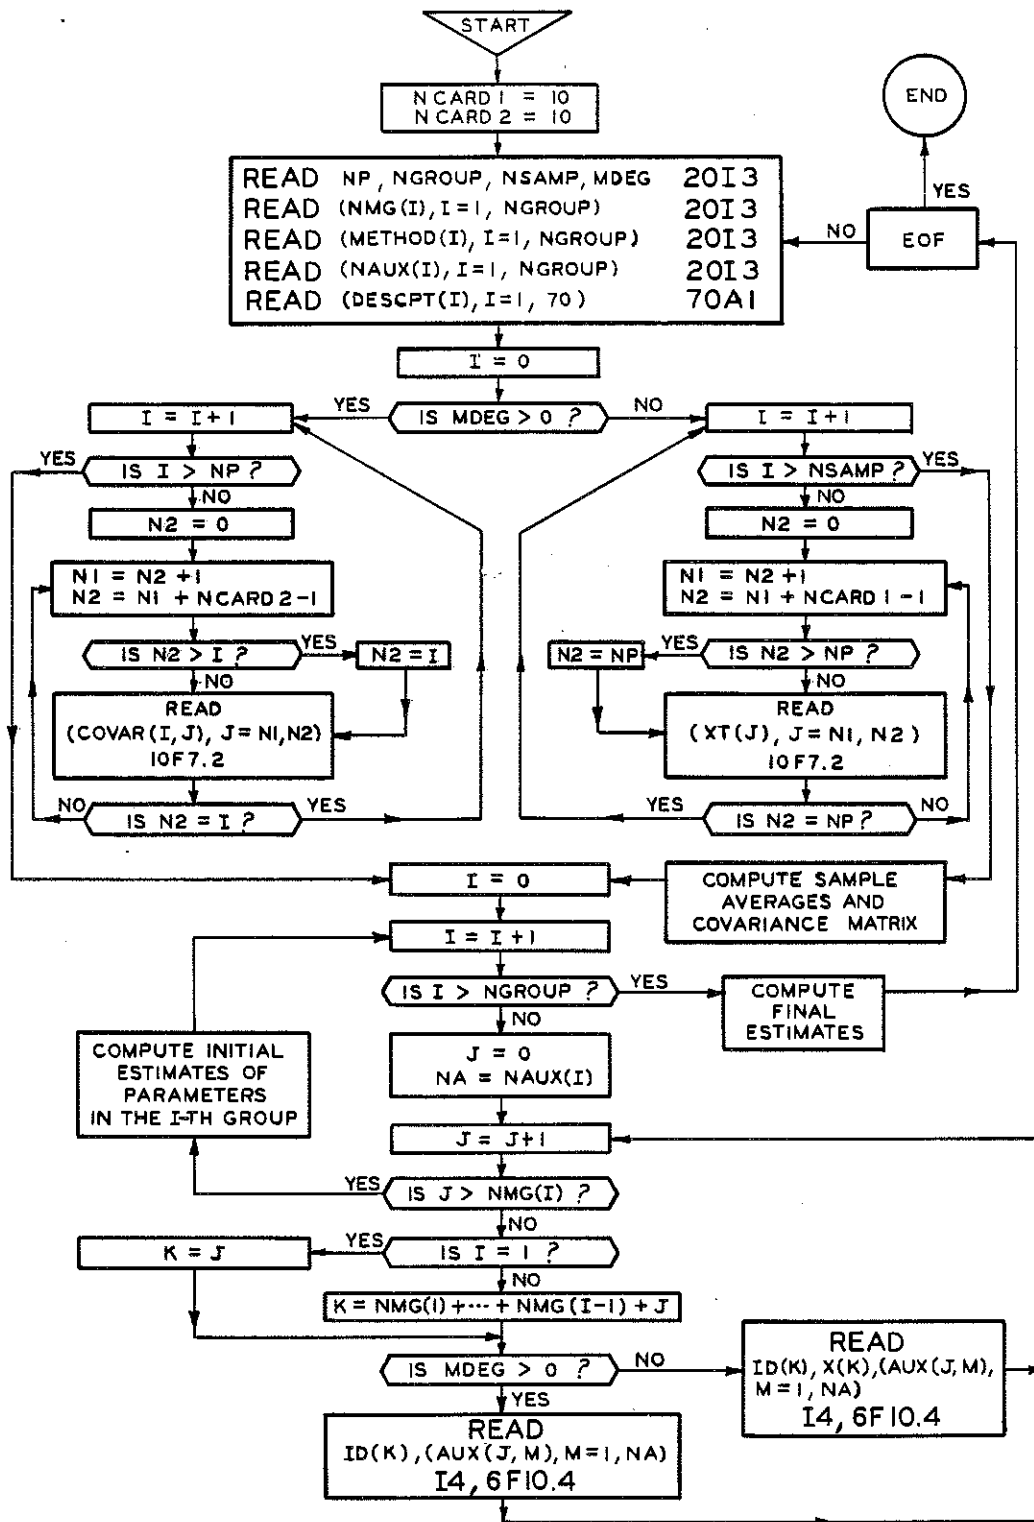 START
N CARD 1 = 10
N CARD 2 = 10
END
READ NP, NGROUP, NSAMP, MDEG 20I3
READ (NMG(I), I=1, NGROUP) 20I3
READ (METHOD(I), I=1, NGROUP) 20I3
READ (NAUX(I), I=1, NGROUP) 20I3
READ (DESCPT(I), I=1, 70) 70A1
YES
NO
EOF
I = 0
YES
IS MDEG > 0 ?
NO
I = I+1
I = I+1
YES
IS I > NP ?
NO
IS I > NSAMP ?
YES
NO
N2 = 0
N2 = 0
N1 = N2 +1
N2 = N1 + NCARD 2-1
N1 = N2 +1
N2 = N1 + NCARD 1-1
IS N2 > I ?
YES
N2 = I
NO
N2 = NP
YES
IS N2 > NP ?
NO
READ
(COVAR(I,J), J= N1,N2)
10F7.2
READ
(XT(J), J= N1, N2)
10F7.2
NO
IS N2 = I ?
YES
YES
IS N2 = NP ?
NO
I = 0
COMPUTE SAMPLE
AVERAGES AND
COVARIANCE MATRIX
I = I+1
IS I > NGROUP ?
YES
NO
COMPUTE
FINAL
ESTIMATES
COMPUTE INITIAL
ESTIMATES OF
PARAMETERS
IN THE I-TH GROUP
J = 0
NA = NAUX(I)
J = J+1
YES
IS J > NMG(I) ?
NO
K = J
YES
IS I = 1 ?
NO
K = NMG(1) +···+ NMG(I-1) + J
IS MDEG > 0 ?
NO
YES
READ
ID(K), X(K),(AUX(J,M),
M=1, NA)
I4, 6F10.4
READ
ID(K),(AUX(J,M),M=1,NA)
I4, 6F10.4